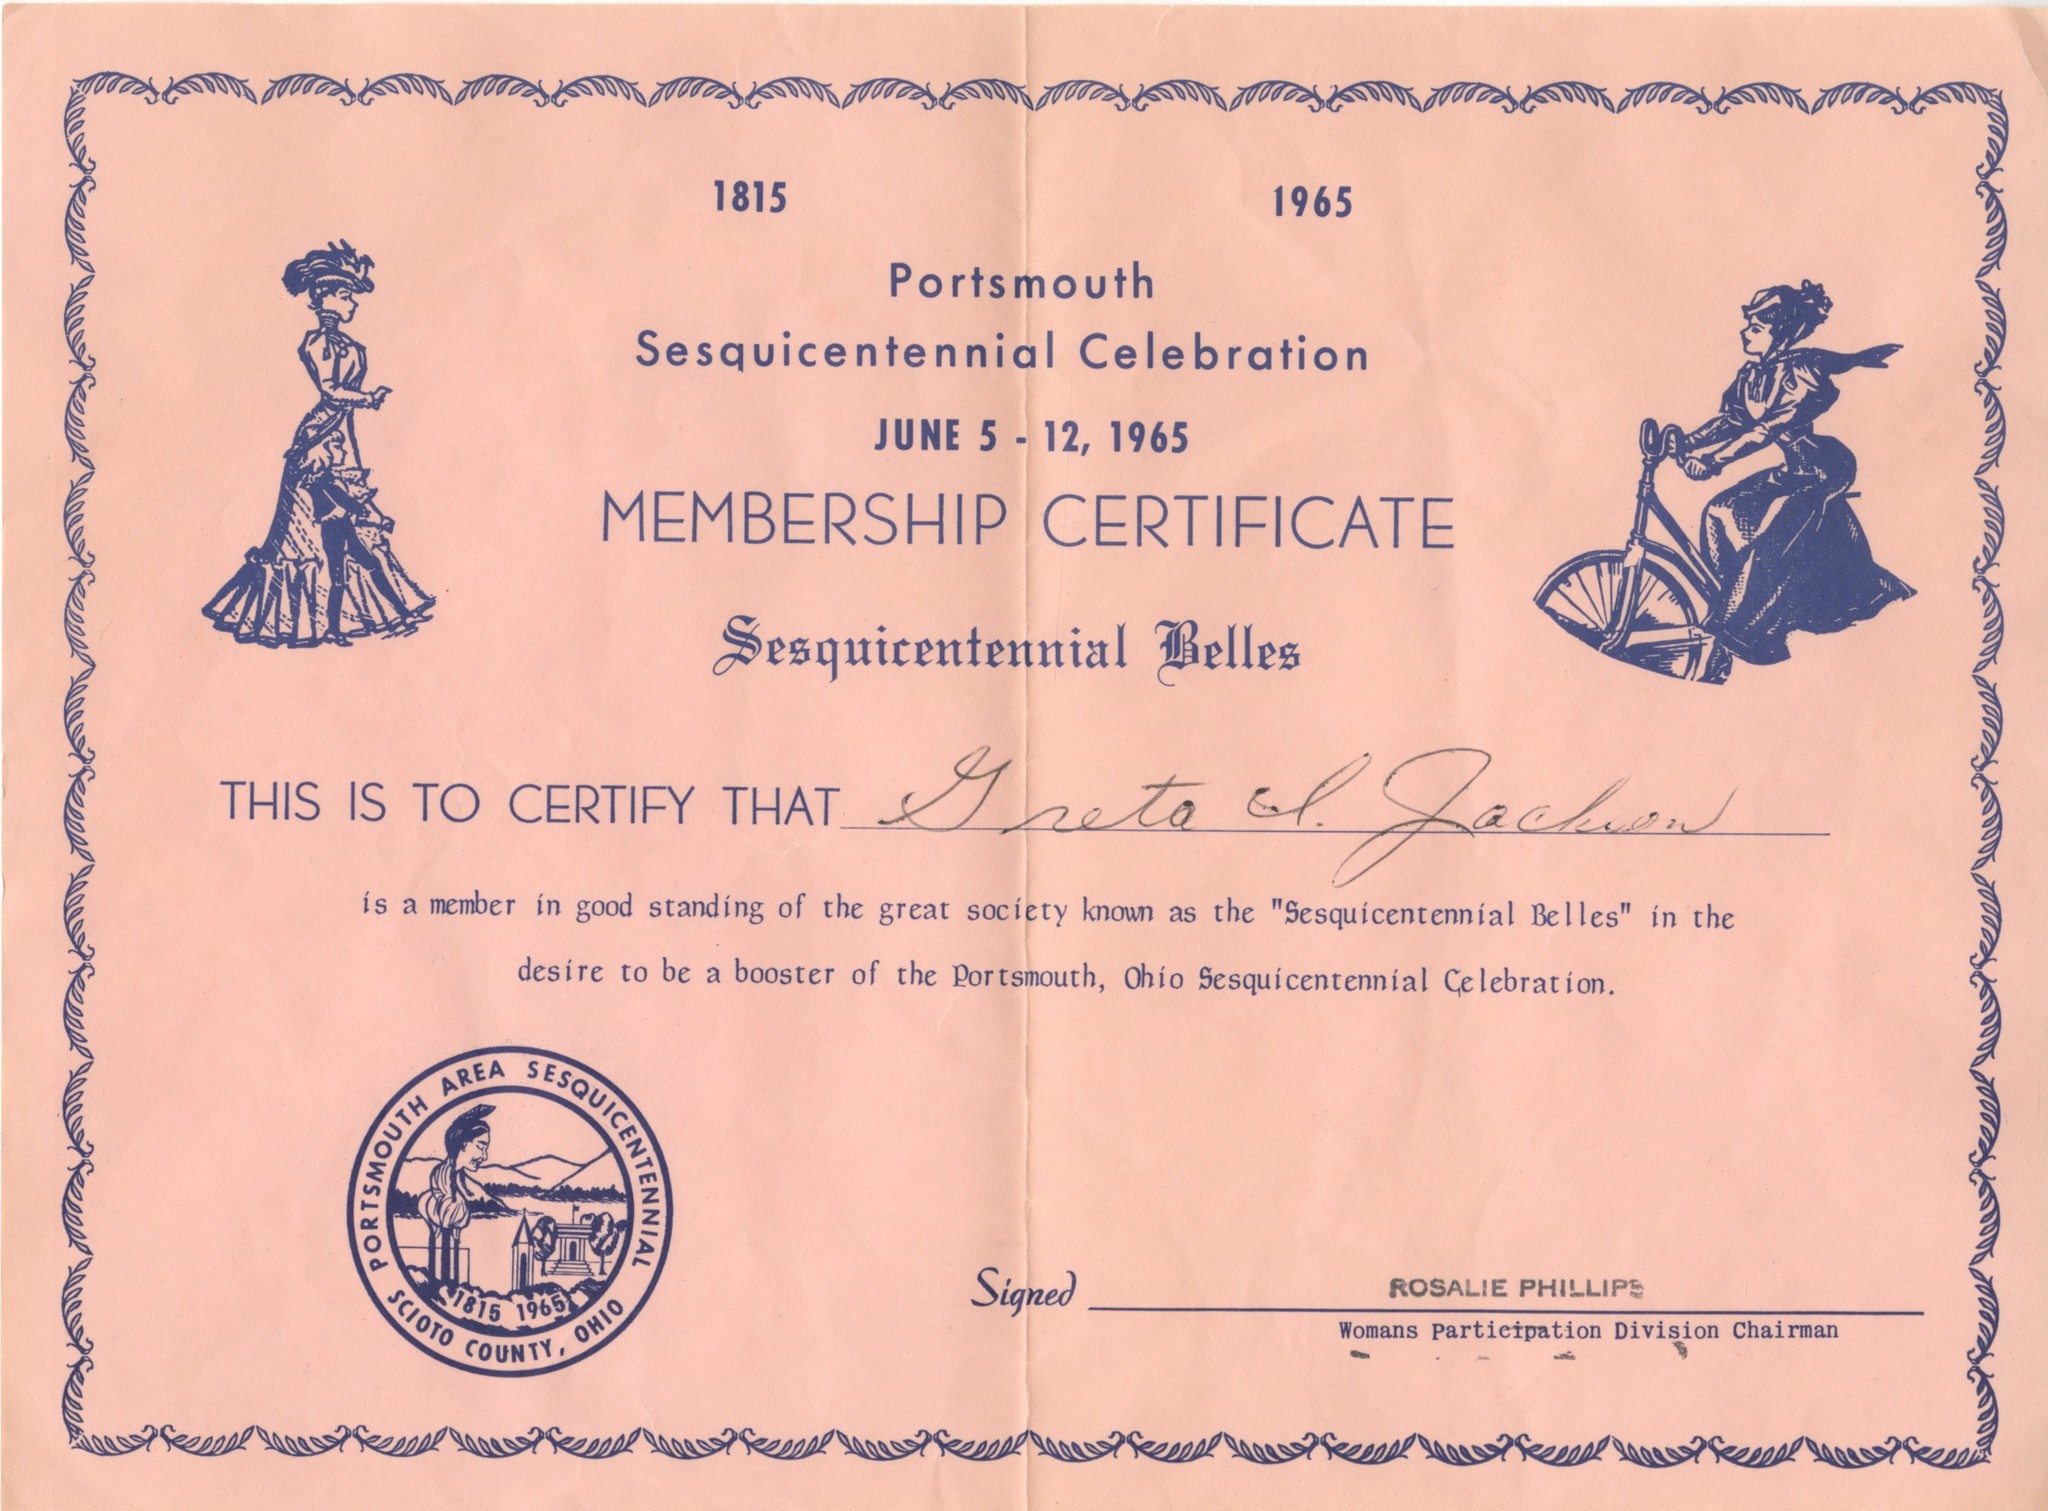 1815 1965
Portsmouth
Sesquicentennial Celebration
JUNE 5 - 12, 1965
MEMBERSHIP CERTIFICATE
Sesquicentennial Belles
THIS IS TO CERTIFY THAT Greta I. Jackson
is a member in good standing of the great society known as the "Sesquicentennial Belles" in the
desire to be a booster of the Portsmouth, Ohio Sesquicentennial Celebration.
PORTSMOUTH AREA SESQUICENTENNIAL
1815 1965
SCIOTO COUNTY, OHIO
Signed ROSALIE PHILLIPS
Womans Participation Division Chairman